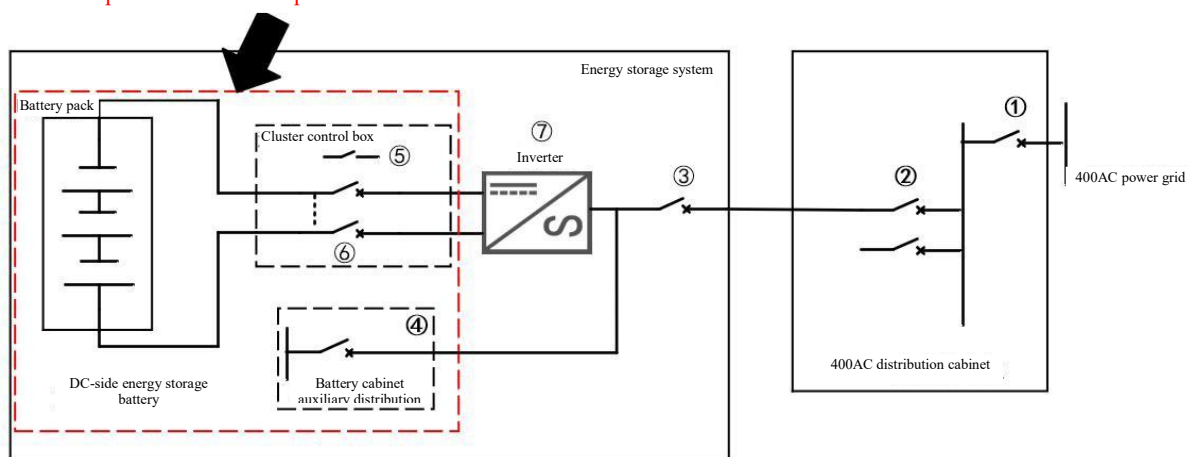 Energy storage system
Battery pack
①
Cluster control box
⑦
⑤
Inverter
③
②
400AC power grid
⑥
④
400AC distribution cabinet
DC-side energy storage
battery
Battery cabinet
auxiliary distribution